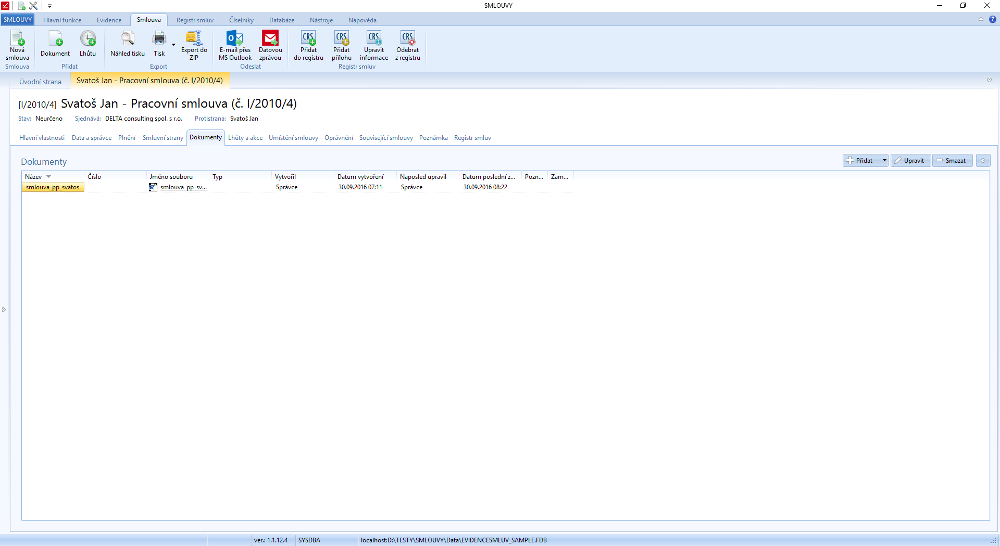 SMLOUVY
SMLOUVY Hlavní funkce Evidence Smlouva Registr smluv Číselníky Databáze Nástroje Nápověda
Nová smlouva Dokument Lhůtu Náhled tisku Tisk Export do ZIP E-mail přes MS Outlook Datovou zprávou CRS Přidat do registru CRS Přidat přílohu CRS Upravit informace CRS Odebrat z registru
Smlouva Přidat Export Odeslat Registr smluv
Úvodní strana Svatoš Jan - Pracovní smlouva (č. I/2010/4)
[I/2010/4] Svatoš Jan - Pracovní smlouva (č. I/2010/4)
Stav: Neurčeno Sjednává: DELTA consulting spol. s r.o. Protistrana: Svatoš Jan
Hlavní vlastnosti Data a správce Plnění Smluvní strany Dokumenty Lhůty a akce Umístění smlouvy Oprávnění Související smlouvy Poznámka Registr smluv
Dokumenty Přidat Upravit Smazat
Název Číslo Jméno souboru Typ Vytvořil Datum vytvoření Naposled upravil Datum poslední z... Pozn... Zam...
smlouva_pp_svatos smlouva_pp_sv... Správce 30.09.2016 07:11 Správce 30.09.2016 08:22
ver.: 1.1.12.4 SYSDBA localhost:D:\TESTY\SMLOUVY\Data\EVIDENCESMLUV_SAMPLE.FDB